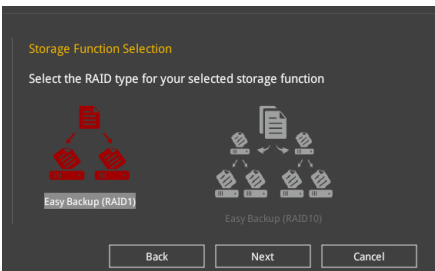 Storage Function Selection
Select the RAID type for your selected storage function
Easy Backup (RAID1)
Easy Backup (RAID10)
Back
Next
Cancel